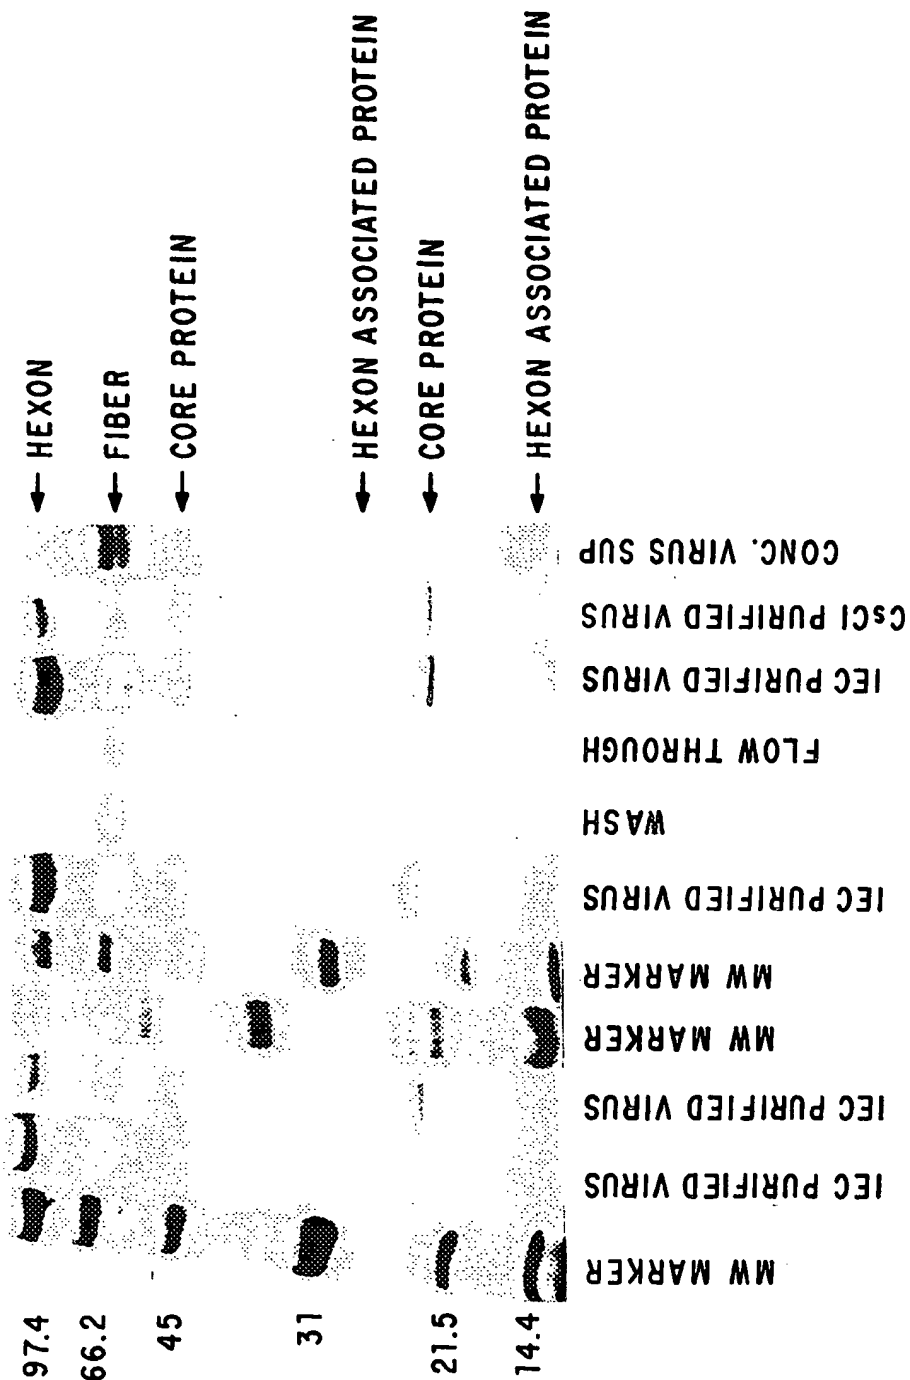 97.4
66.2
45
31
21.5
14.4
MW MARKER
IEC PURIFIED VIRUS
IEC PURIFIED VIRUS
MW MARKER
MW MARKER
IEC PURIFIED VIRUS
WASH
FLOW THROUGH
IEC PURIFIED VIRUS
CsCl PURIFIED VIRUS
CONC. VIRUS SUP
HEXON
FIBER
CORE PROTEIN
HEXON ASSOCIATED PROTEIN
CORE PROTEIN
HEXON ASSOCIATED PROTEIN